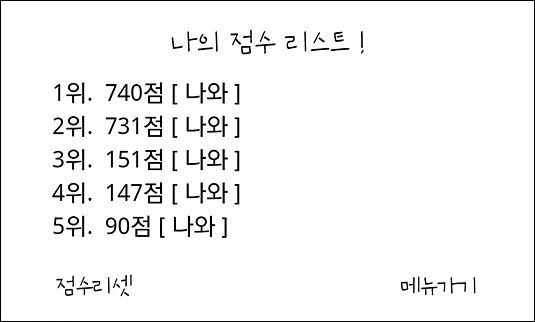 나의 점수 리스트!
1위. 740점 [ 나와 ]
2위. 731점 [ 나와 ]
3위. 151점 [ 나와 ]
4위. 147점 [ 나와 ]
5위. 90점 [ 나와 ]
점수리셋 메뉴가기